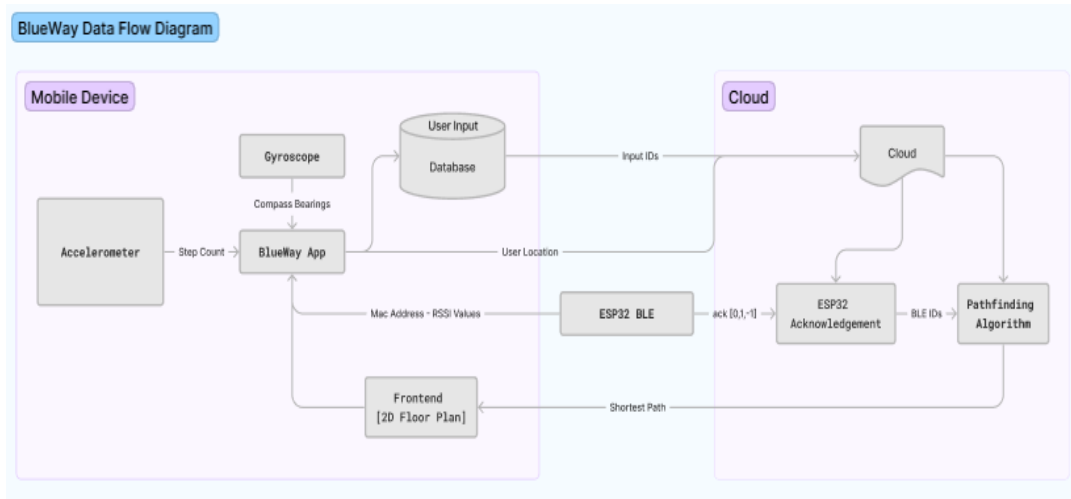 BlueWay Data Flow Diagram
Mobile Device
Cloud
User Input
Database
Gyroscope
Input IDs
Cloud
Compass Bearings
Accelerometer
Step Count
BlueWay App
User Location
Mac Address - RSSI Values
ESP32 BLE
ack [0,1,-1]
ESP32
Acknowledgement
BLE IDs
Pathfinding
Algorithm
Frontend
[2D Floor Plan]
Shortest Path